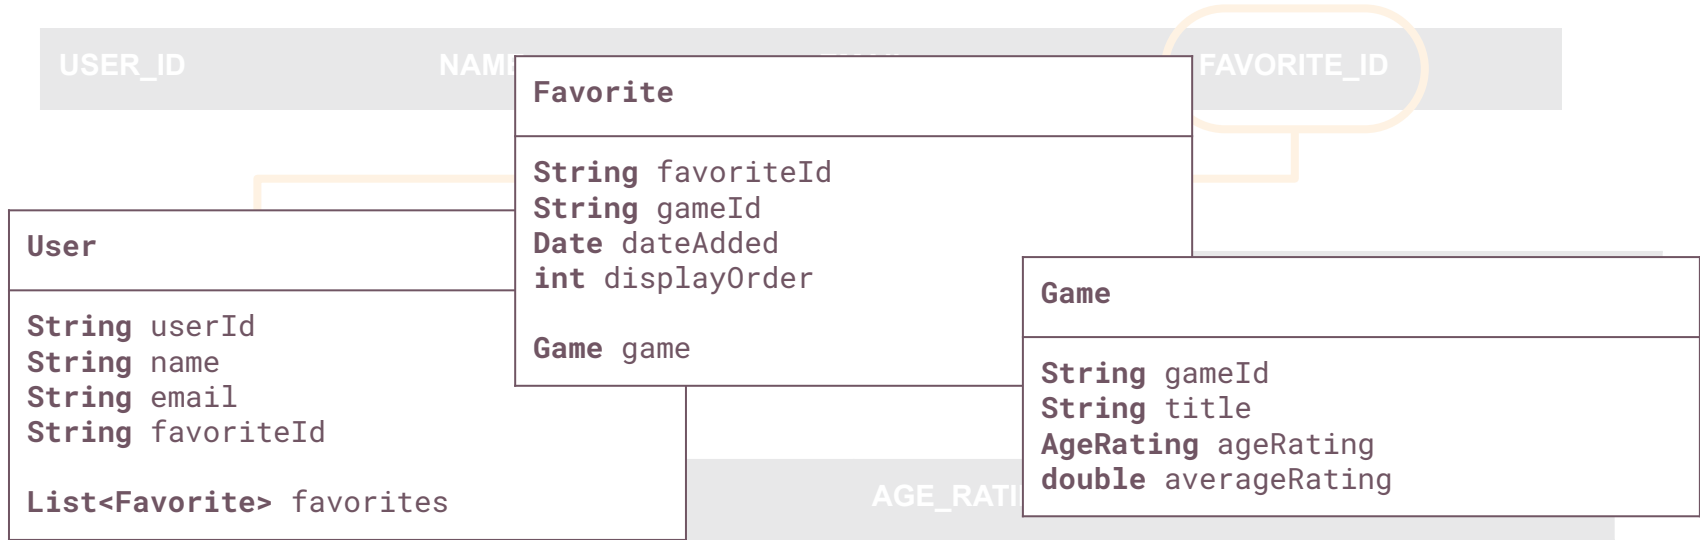 USER_ID
FAVORITE_ID
Favorite
String favoriteId
String gameId
Date dateAdded
int displayOrder
Game game
User
String userId
String name
String email
String favoriteId
List<Favorite> favorites
Game
String gameId
String title
AgeRating ageRating
double averageRating